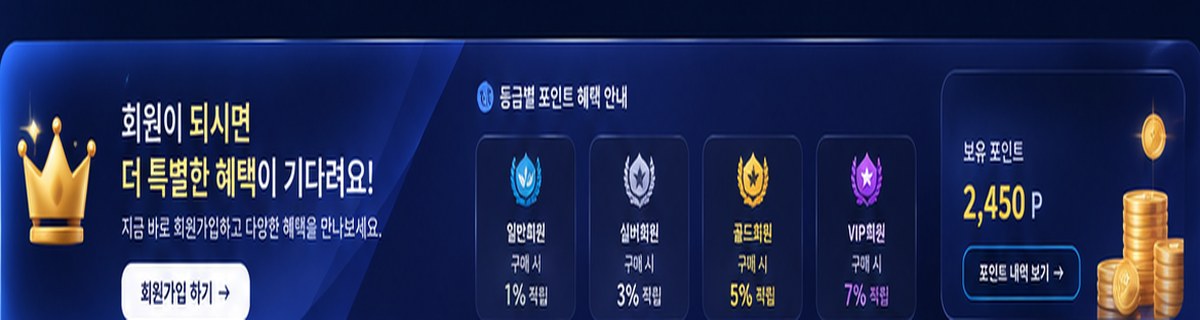 회원이 되시면
더 특별한 혜택이 기다려요!
지금 바로 회원가입하고 다양한 혜택을 만나보세요.
회원가입 하기 →
등급별 포인트 혜택 안내
일반회원
구매 시
1% 적립
실버회원
구매 시
3% 적립
골드회원
구매 시
5% 적립
VIP회원
구매 시
7% 적립
보유 포인트
2,450 P
포인트 내역 보기 →